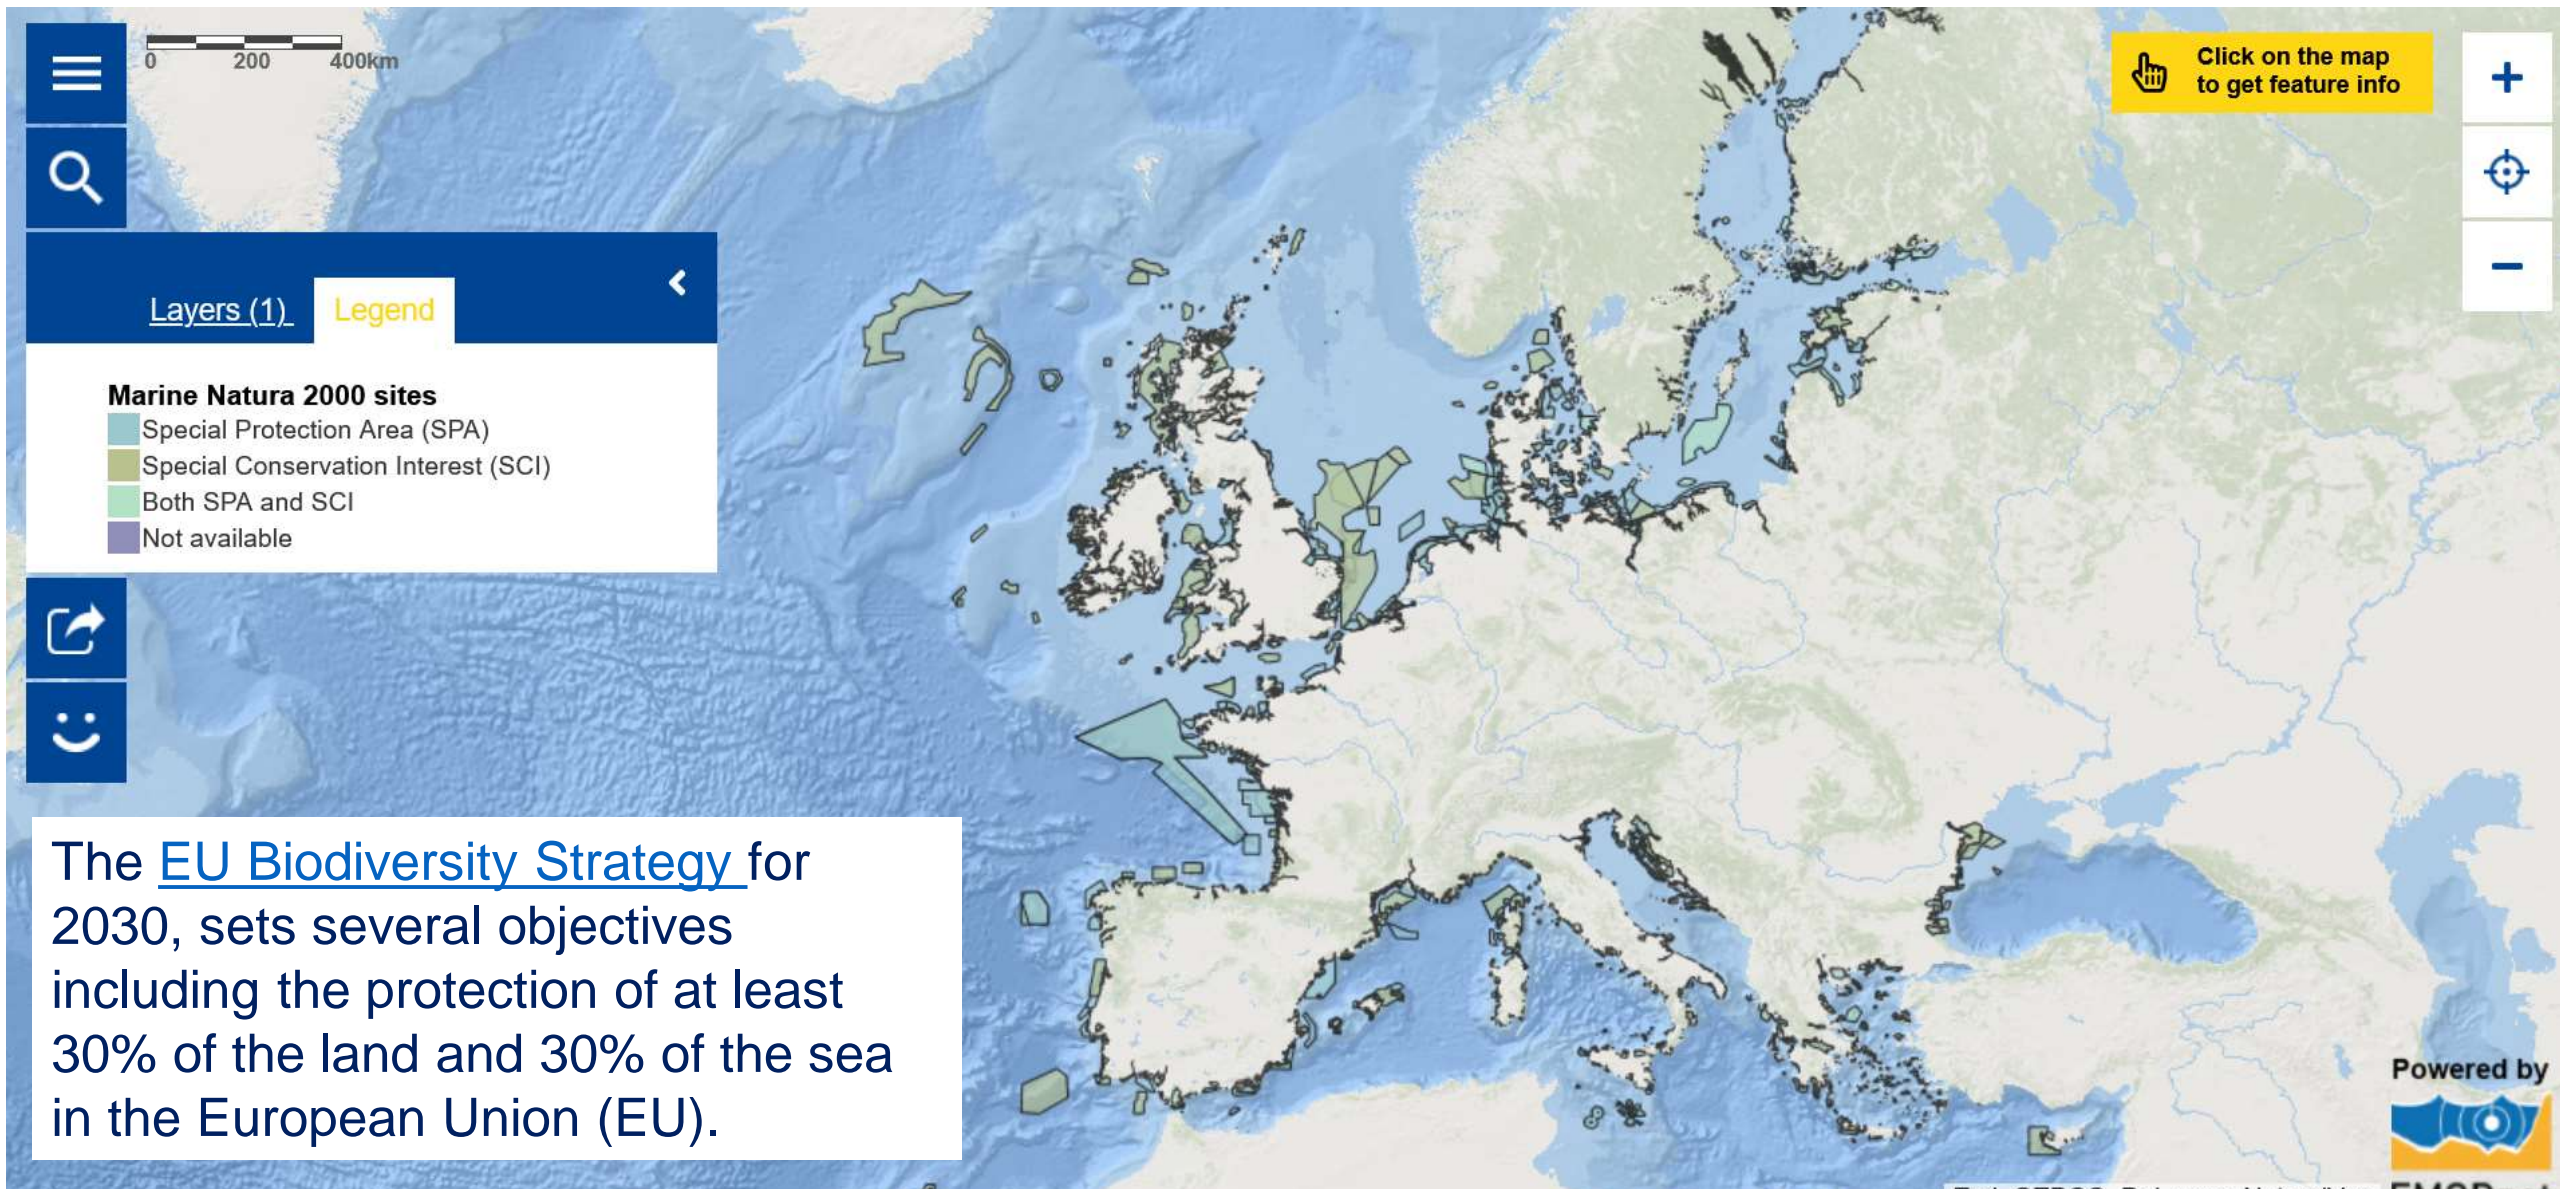 0 200 400km
Click on the map
to get feature info
Layers (1)
Legend
Marine Natura 2000 sites
Special Protection Area (SPA)
Special Conservation Interest (SCI)
Both SPA and SCI
Not available
The EU Biodiversity Strategy for
2030, sets several objectives
including the protection of at least
30% of the land and 30% of the sea
in the European Union (EU).
Powered by